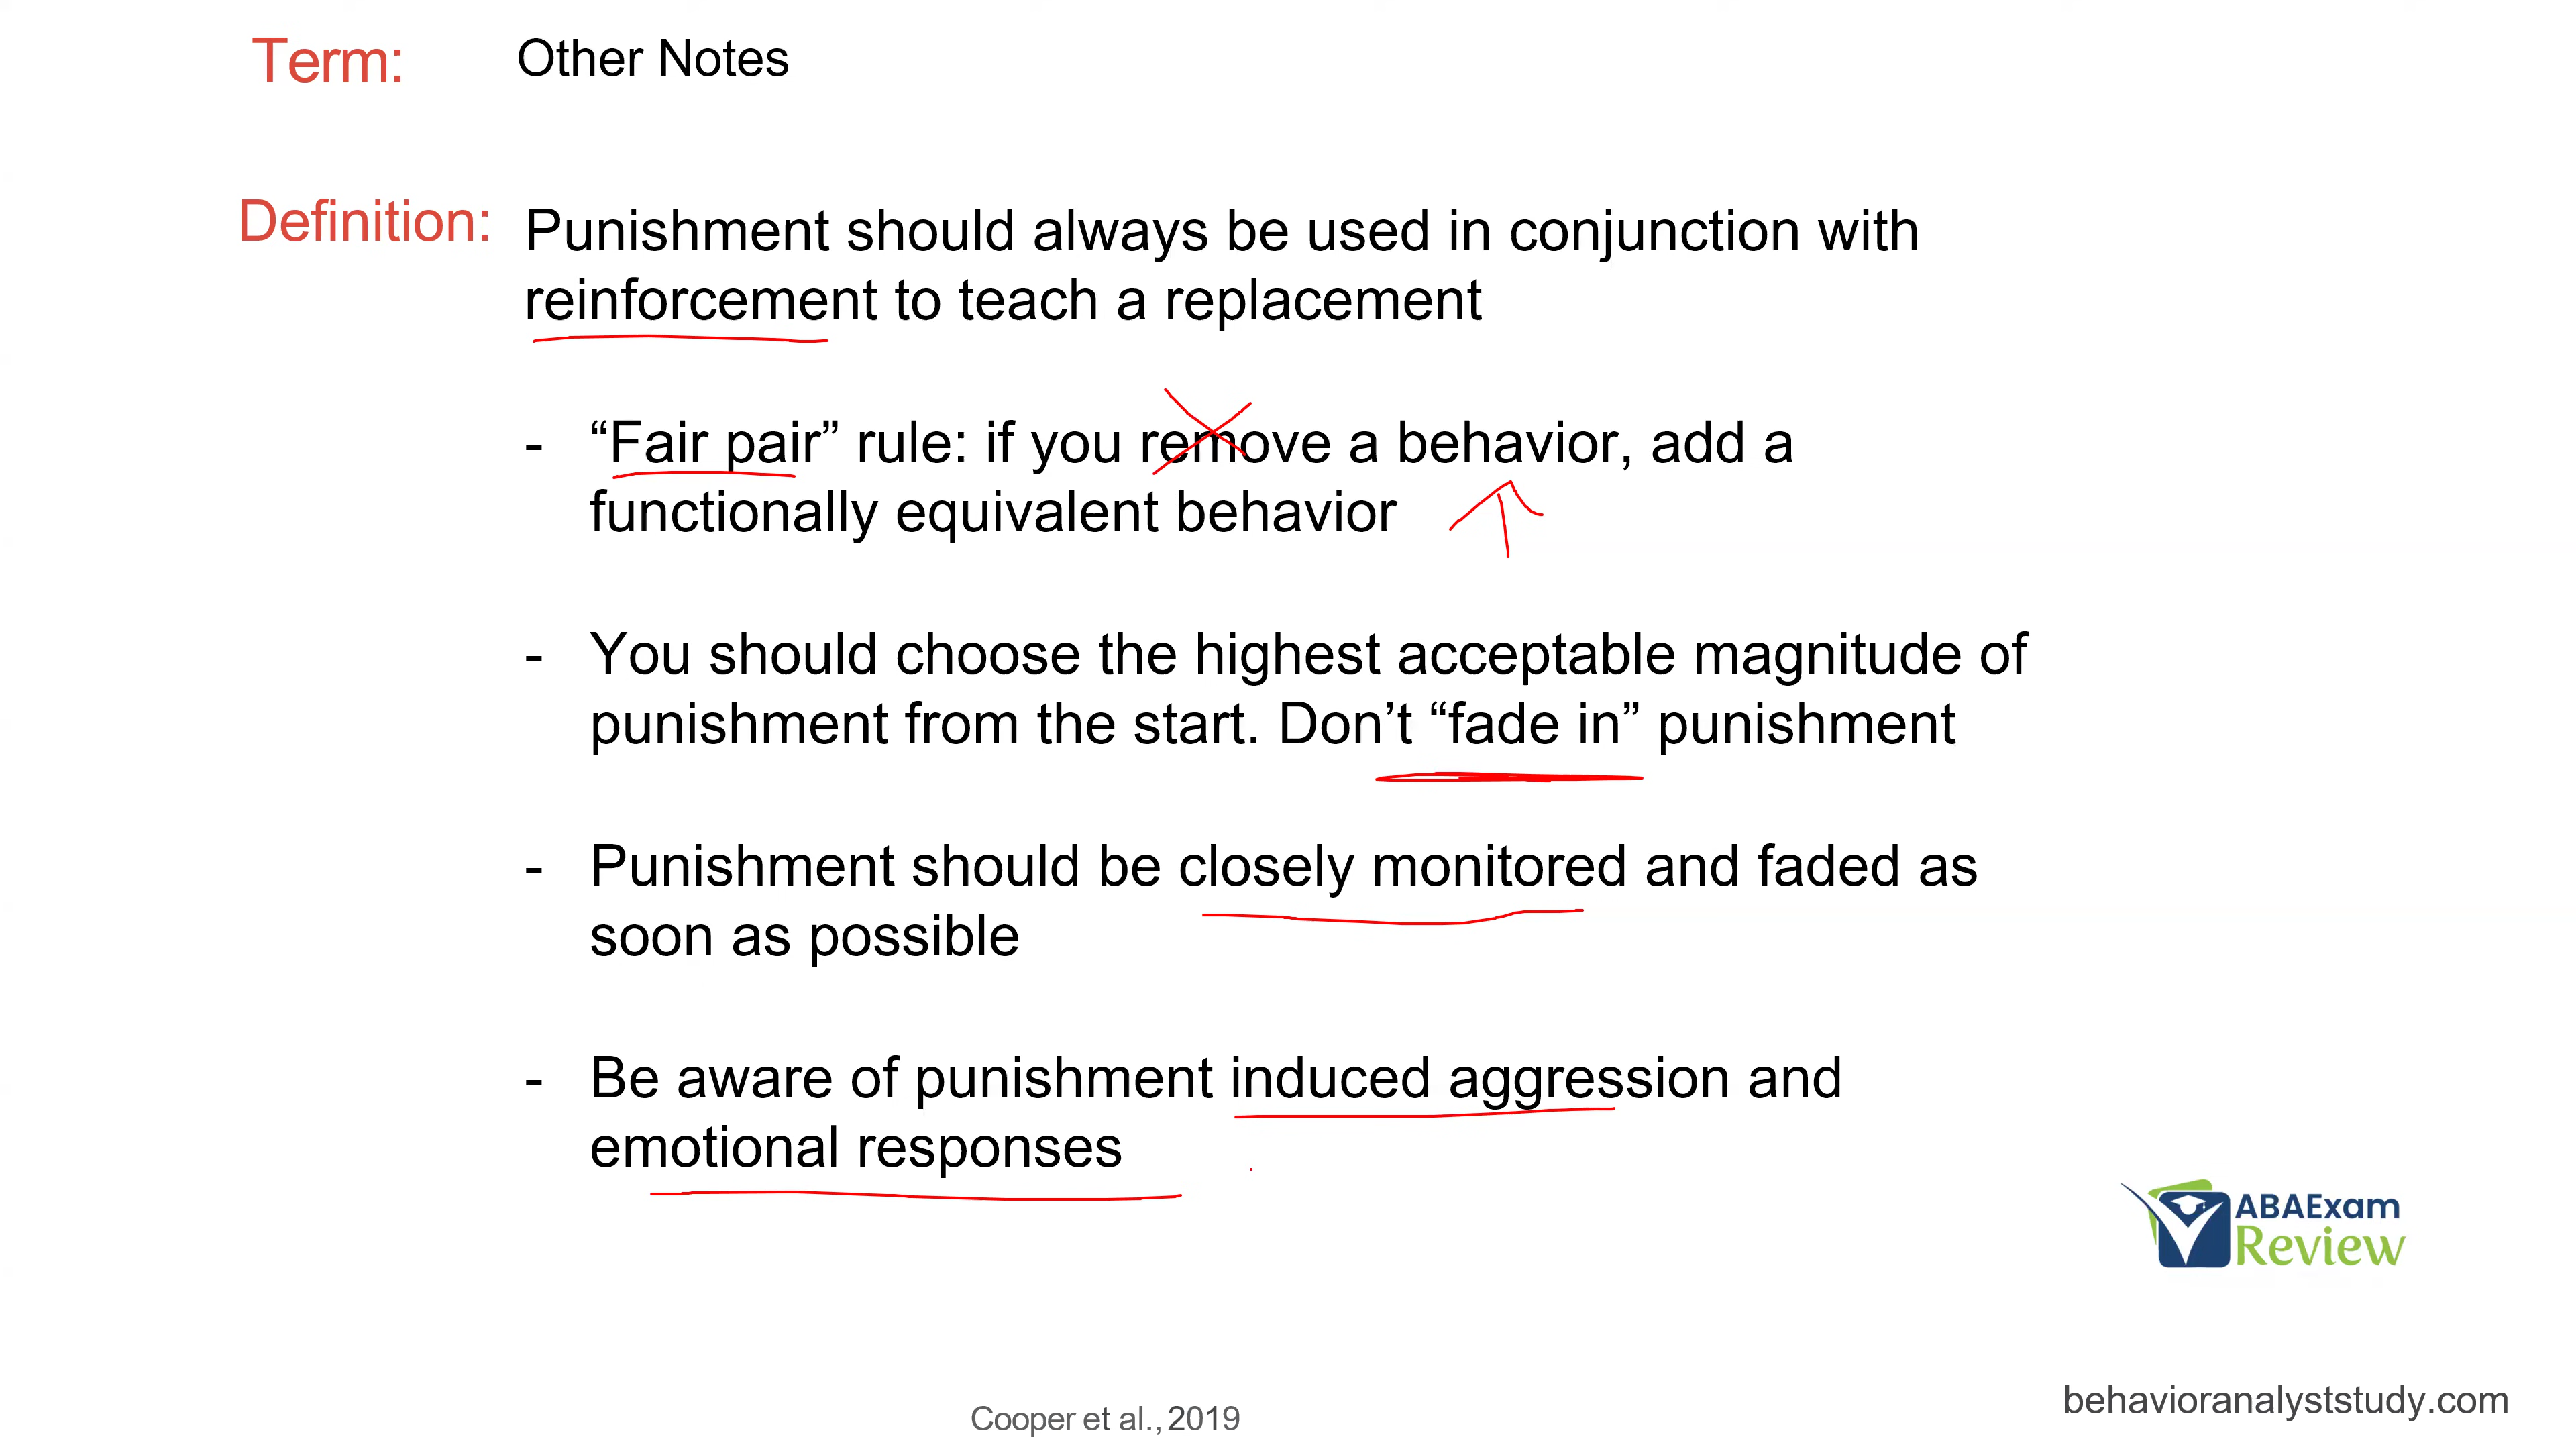 Term: Other Notes
Definition: Punishment should always be used in conjunction with
reinforcement to teach a replacement
- “Fair pair” rule: if you remove a behavior, add a
functionally equivalent behavior
- You should choose the highest acceptable magnitude of
punishment from the start. Don’t “fade in” punishment
- Punishment should be closely monitored and faded as
soon as possible
- Be aware of punishment induced aggression and
emotional responses
ABAExam
Review
behavioranalyststudy.com
Cooper et al., 2019